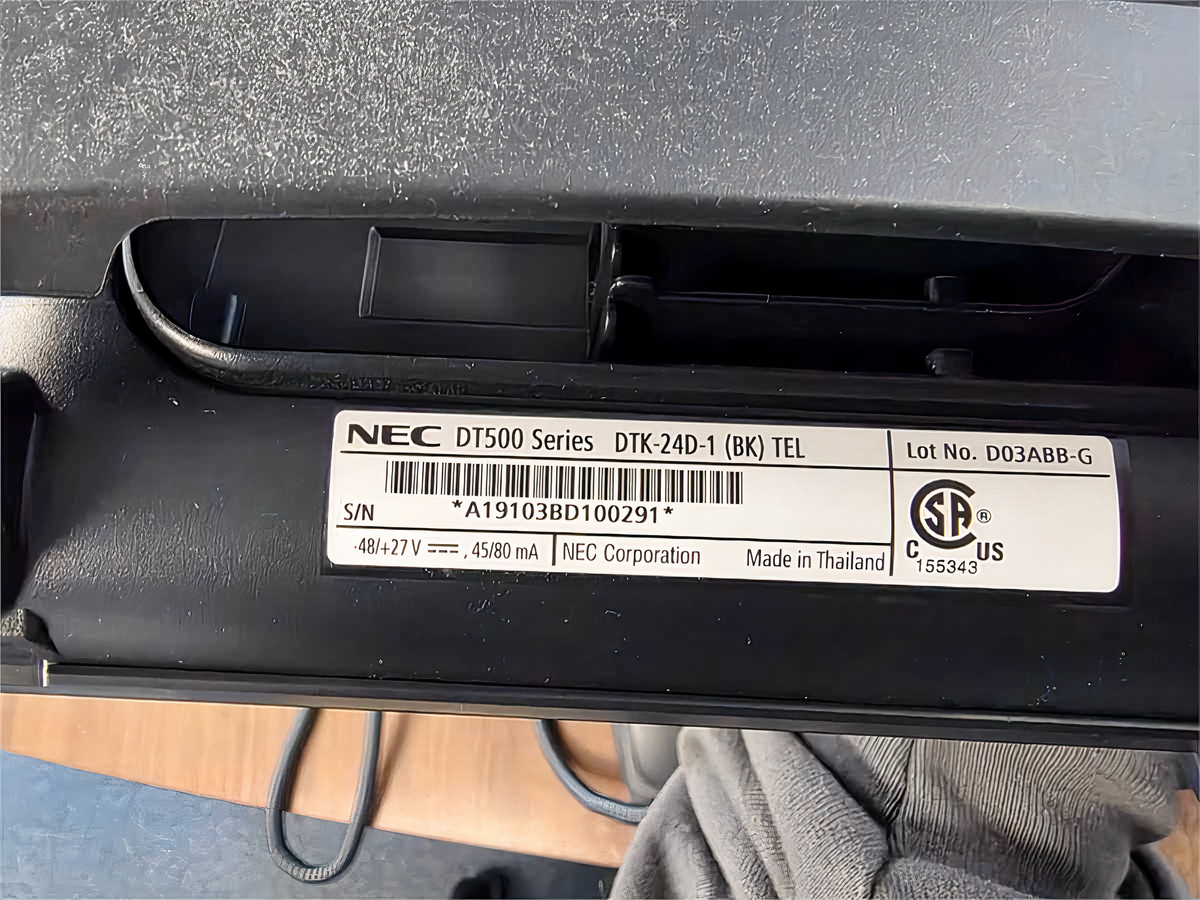 NEC DT500 Series DTK-24D-1 (BK) TEL
Lot No. D03ABB-G
S/N *A19103BD100291*
-48/+27 V ⎓, 45/80 mA
NEC Corporation
Made in Thailand
CSA®
C US
155343